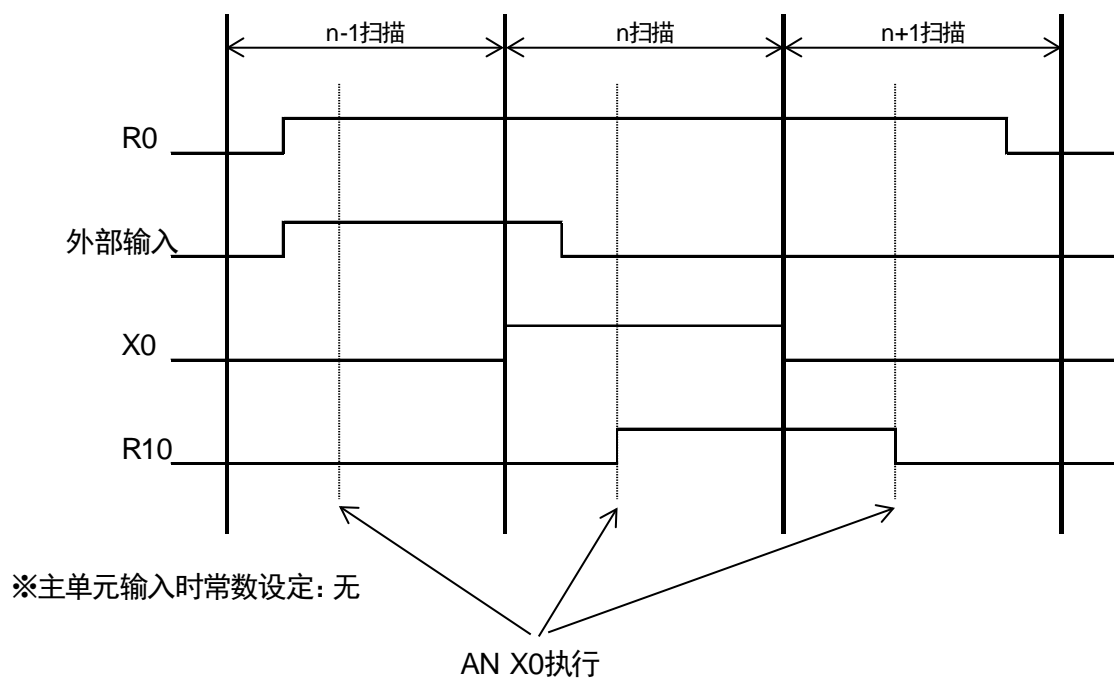 n-1扫描
n扫描
n+1扫描
R0
外部输入
X0
R10
※主单元输入时常数设定: 无
AN X0执行